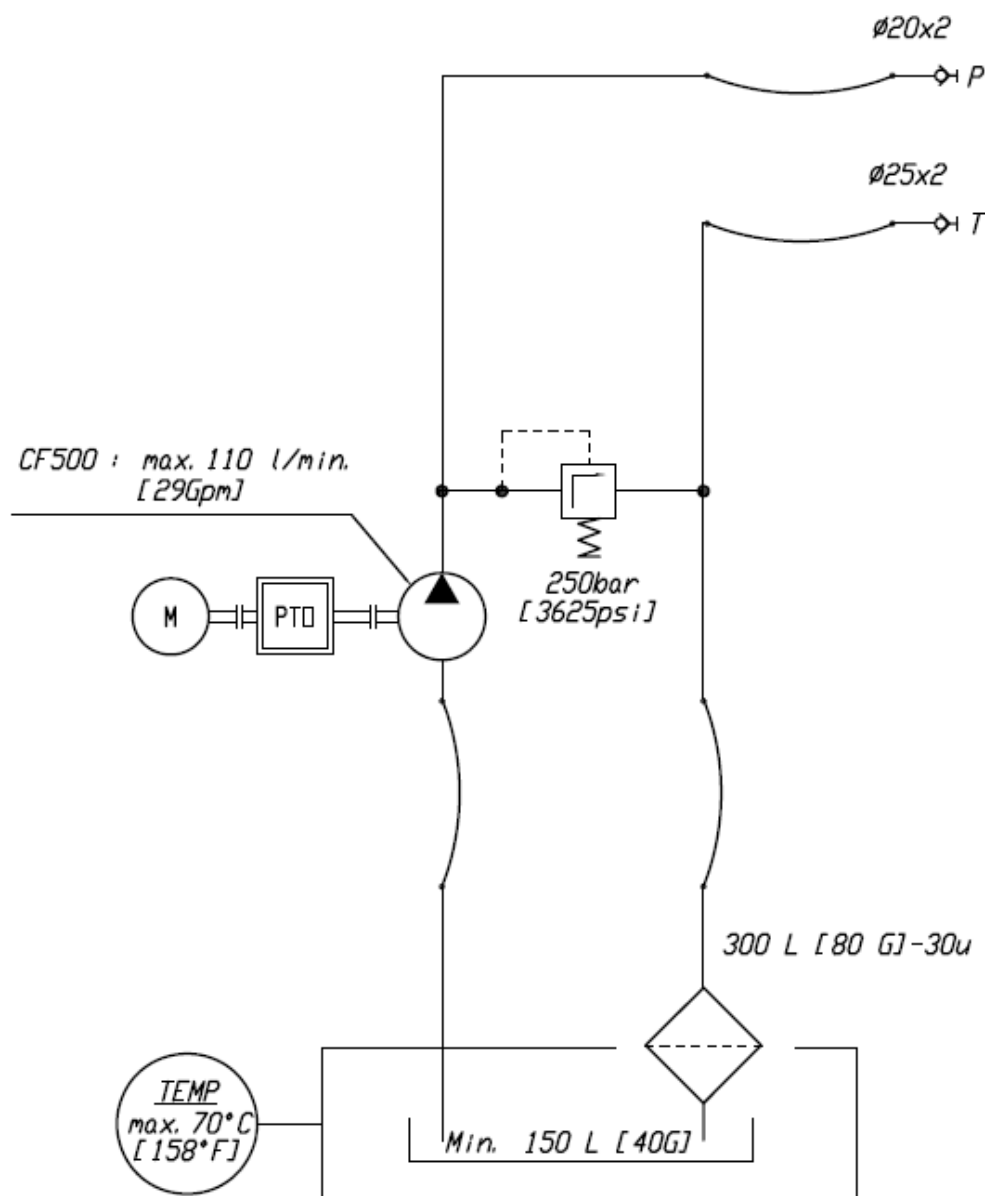 ø20x2
P
ø25x2
T
CF500 : max. 110 l/min.
[29Gpm]
250bar
[3625psi]
M
PTO
300 L [80 G]-30u
TEMP
max. 70°C
[158°F]
Min. 150 L [40G]